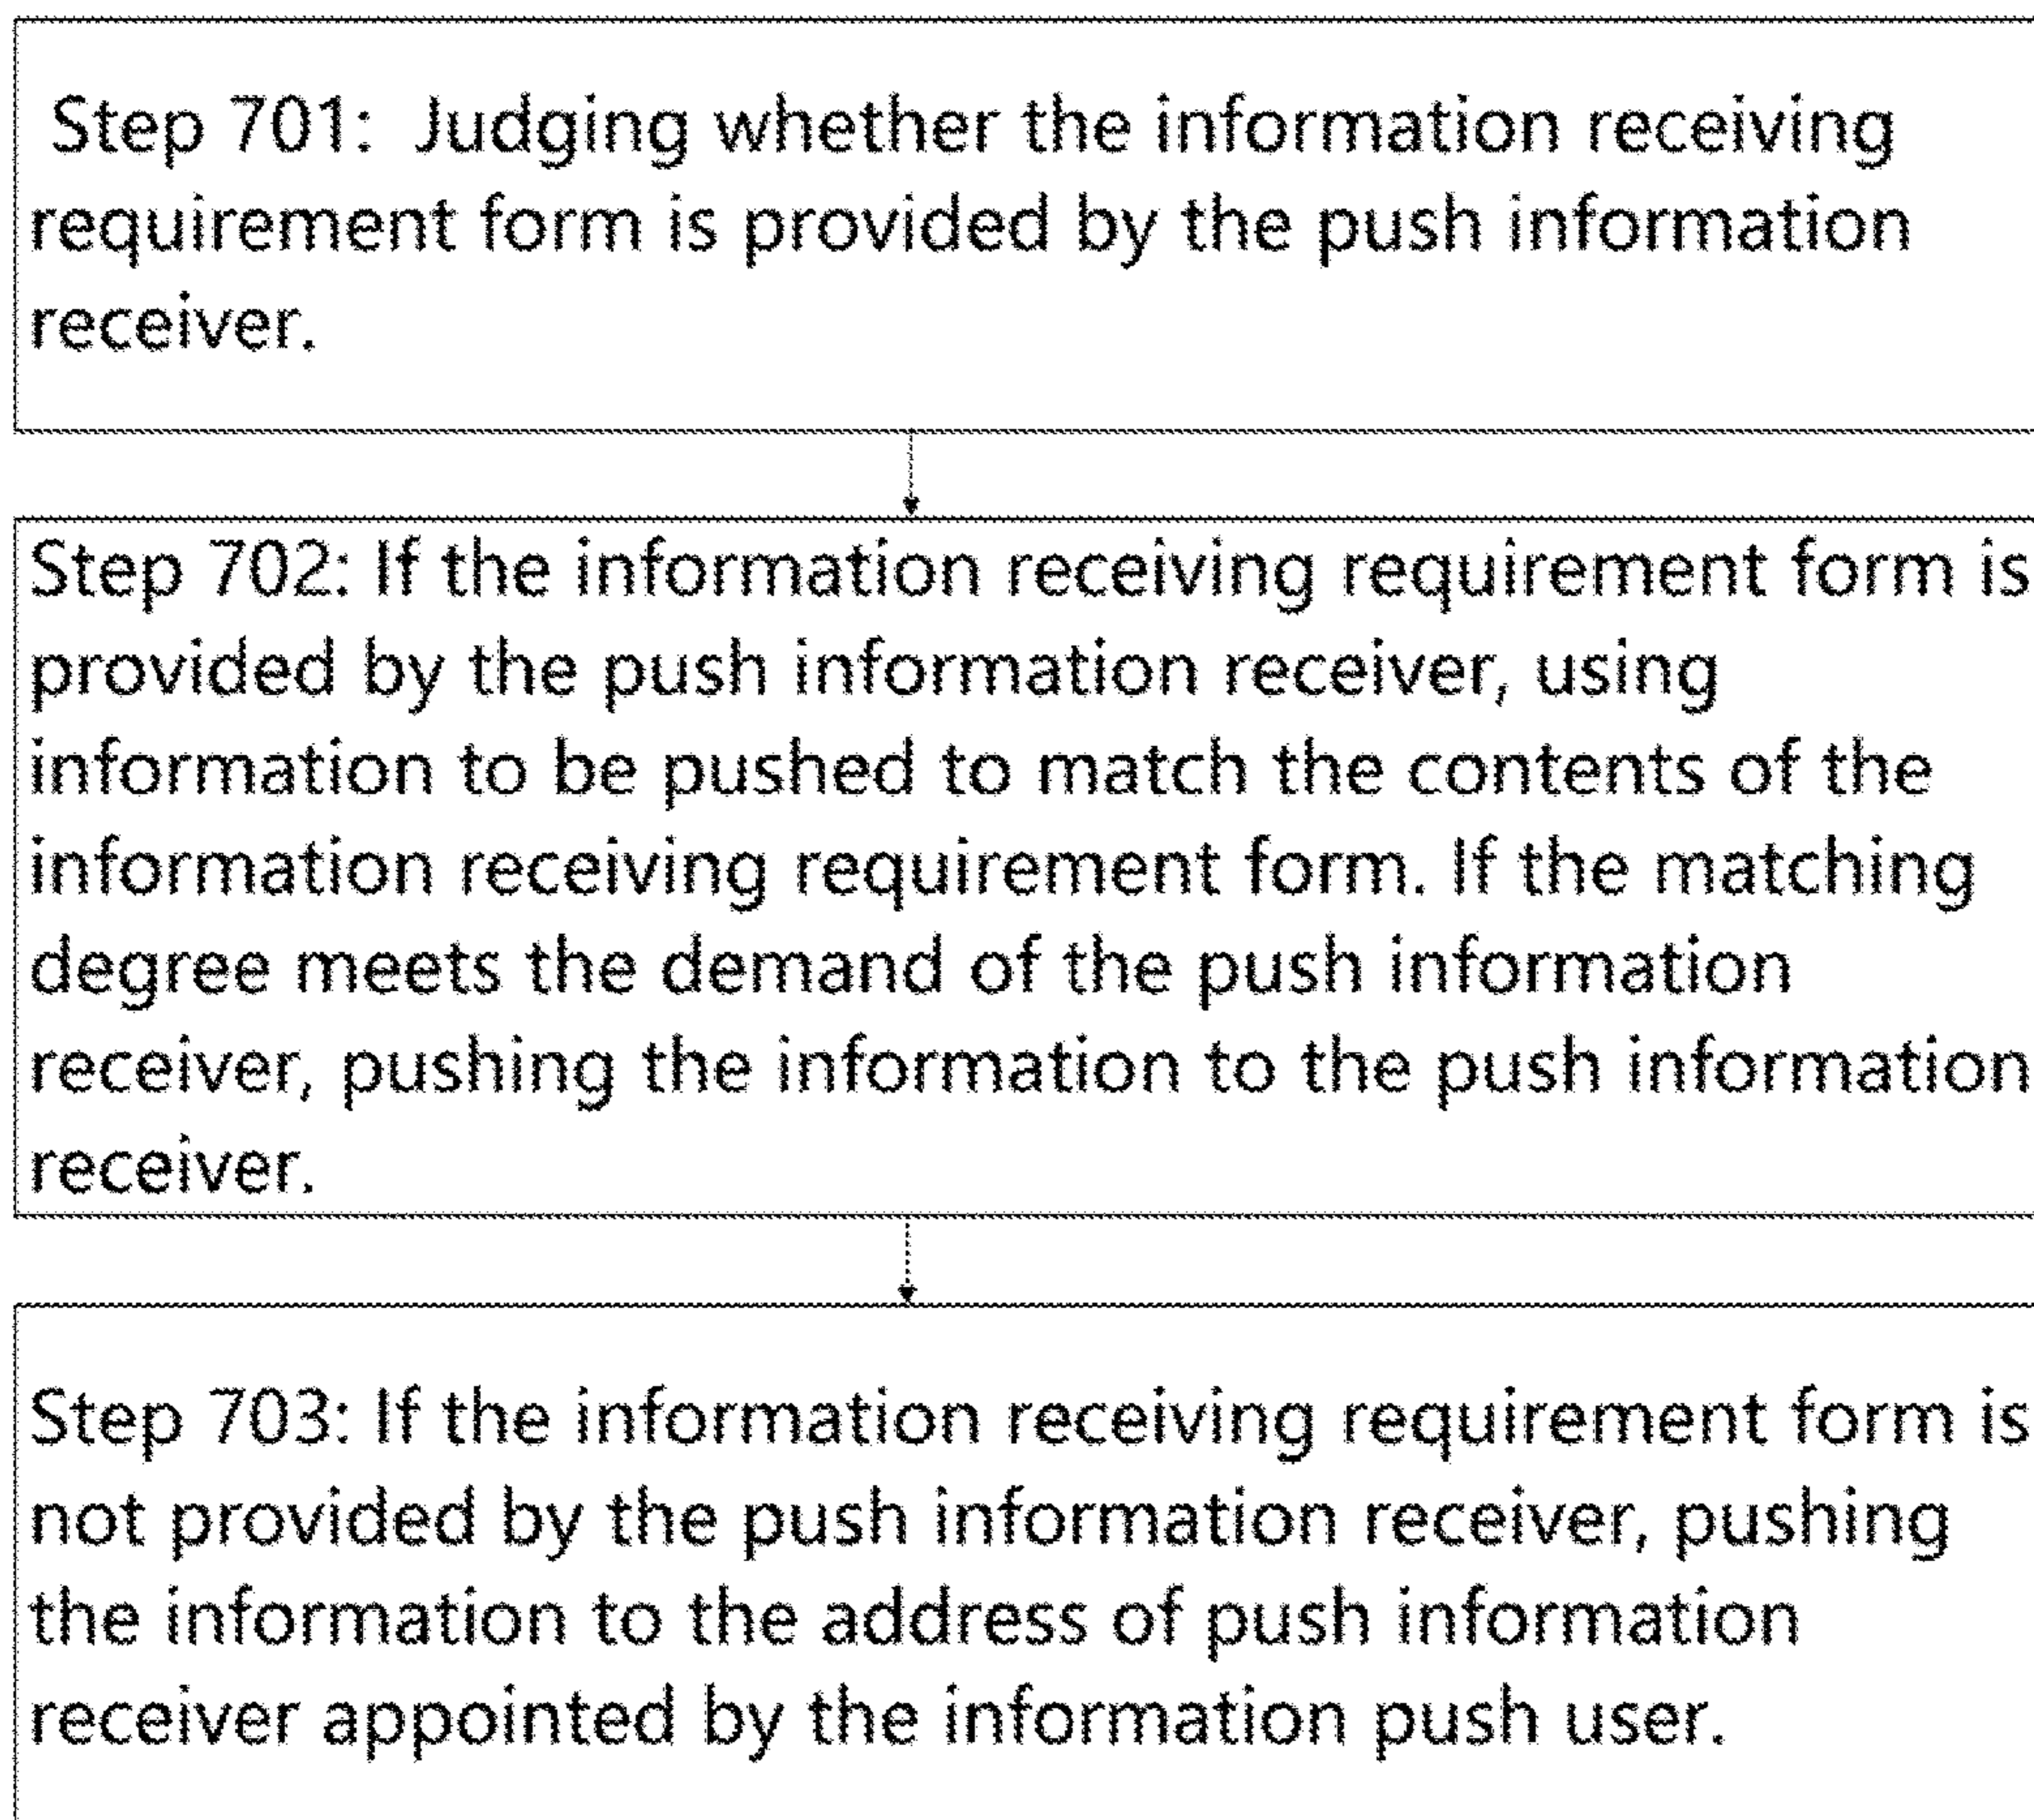 Step 701: Judging whether the information receiving
requirement form is provided by the push information
receiver.
Step 702: If the information receiving requirement form is
provided by the push information receiver, using
information to be pushed to match the contents of the
information receiving requirement form. If the matching
degree meets the demand of the push information
receiver, pushing the information to the push information
receiver.
Step 703: If the information receiving requirement form is
not provided by the push information receiver, pushing
the information to the address of push information
receiver appointed by the information push user.